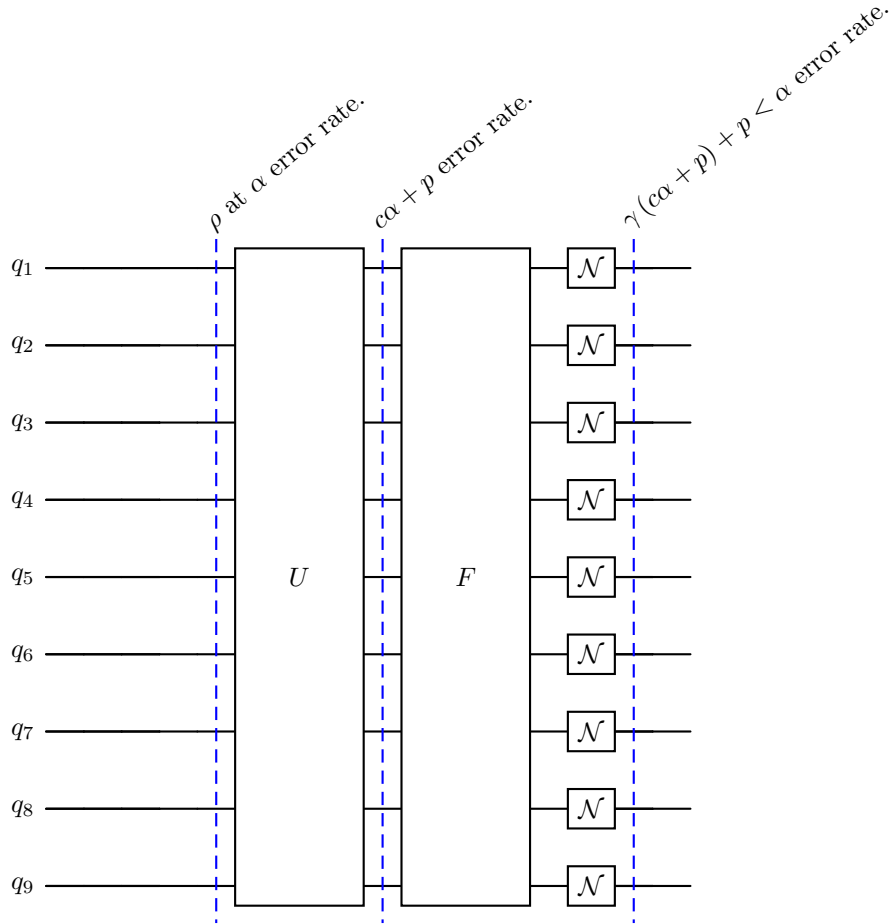 ρ at α error rate.
cα + p error rate.
γ (cα + p) + p < α error rate.
q₁ 𝒩
q₂ 𝒩
q₃ 𝒩
q₄ 𝒩
q₅ U F 𝒩
q₆ 𝒩
q₇ 𝒩
q₈ 𝒩
q₉ 𝒩